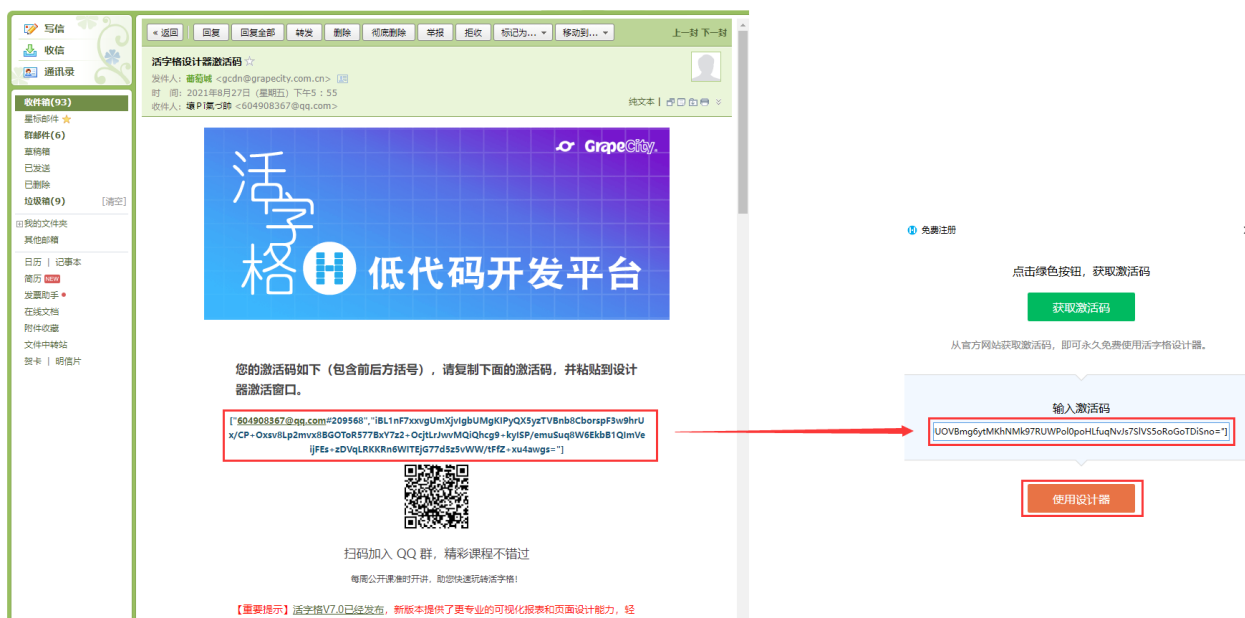 写信
收信
通讯录
收件箱(93)
星标邮件
群邮件(6)
草稿箱
已发送
已删除
垃圾箱(9) [清空]
我的文件夹
其他邮箱
日历 | 记事本
简历 NEW
发票助手
在线文档
附件收藏
文件中转站
贺卡 | 明信片
« 返回 回复 回复全部 转发 删除 彻底删除 举报 拒收 标记为... 移动到... 上一封 下一封
活字格设计器激活码
发件人：葡萄城 <gcdn@grapecity.com.cn>
时 间：2021年8月27日（星期五）下午5：55
收件人：壤Pi氣づ肺 <604908367@qq.com>
纯文本 |
GrapeCity.
活字格
低代码开发平台
您的激活码如下（包含前后方括号），请复制下面的激活码，并粘贴到设计
器激活窗口。
["604908367@qq.com#209568","iBL1nF7xxvgUmXjvIgbUMgKIPyQX5yzTVBnb8CborspF3w9hrU
x/CP+Oxsv8Lp2mvx8BGOToR577BxY7z2+OcjtLrJwvMQiQhcg9+kyISP/emuSuq8W6EkbB1QImVe
ijFEs+zDVqLRKKRn6WITEjG77d5z5vWW/tFfZ+xu4awgs="]
扫码加入 QQ 群，精彩课程不错过
每周公开课准时开讲，助您快速玩转活字格！
【重要提示】活字格V7.0已经发布，新版本提供了更专业的可视化报表和页面设计能力，轻
免费注册
点击绿色按钮，获取激活码
获取激活码
从官方网站获取激活码，即可永久免费使用活字格设计器。
输入激活码
UOVBmg6ytMKhNMk97RUWPol0poHLfuqNvJs7SlVS5oRoGoTDiSno="]
使用设计器